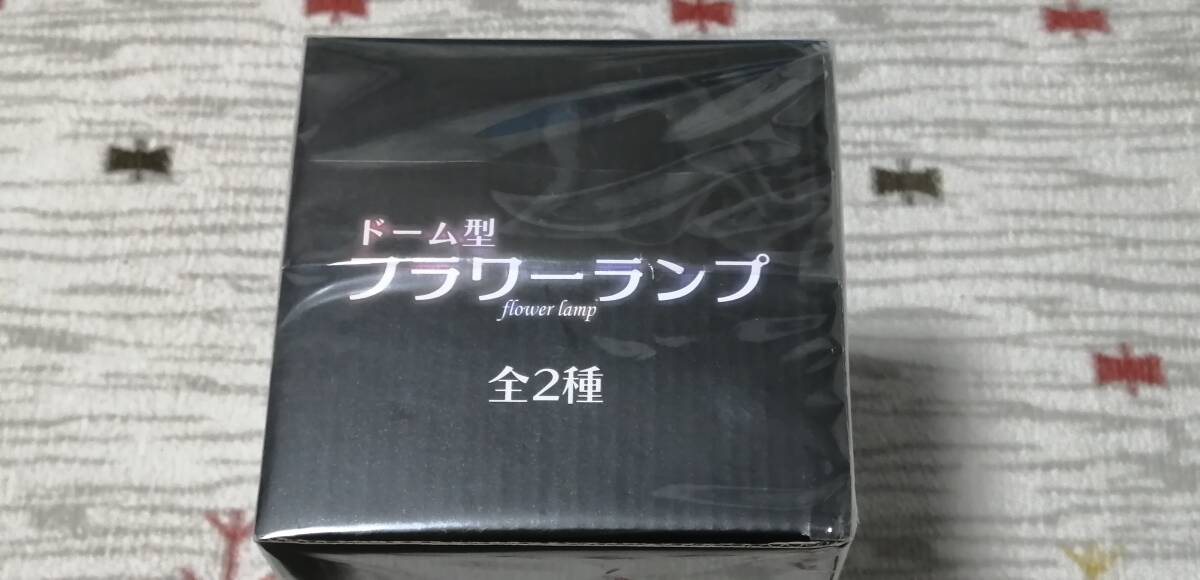 ドーム型
フラワーランプ
flower lamp
全2種